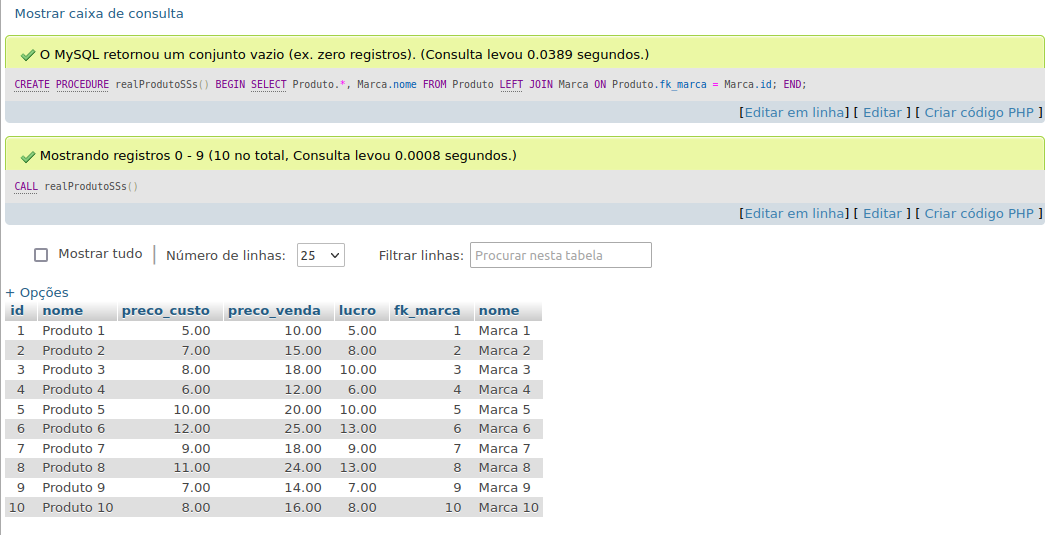 Mostrar caixa de consulta
O MySQL retornou um conjunto vazio (ex. zero registros). (Consulta levou 0.0389 segundos.)
CREATE PROCEDURE realProdutoSSs() BEGIN SELECT Produto.*, Marca.nome FROM Produto LEFT JOIN Marca ON Produto.fk_marca = Marca.id; END;
[Editar em linha] [ Editar ] [ Criar código PHP ]
Mostrando registros 0 - 9 (10 no total, Consulta levou 0.0008 segundos.)
CALL realProdutoSSs()
[Editar em linha] [ Editar ] [ Criar código PHP ]
Mostrar tudo Número de linhas: 25 Filtrar linhas: Procurar nesta tabela
+ Opções
id nome preco_custo preco_venda lucro fk_marca nome
1 Produto 1 5.00 10.00 5.00 1 Marca 1
2 Produto 2 7.00 15.00 8.00 2 Marca 2
3 Produto 3 8.00 18.00 10.00 3 Marca 3
4 Produto 4 6.00 12.00 6.00 4 Marca 4
5 Produto 5 10.00 20.00 10.00 5 Marca 5
6 Produto 6 12.00 25.00 13.00 6 Marca 6
7 Produto 7 9.00 18.00 9.00 7 Marca 7
8 Produto 8 11.00 24.00 13.00 8 Marca 8
9 Produto 9 7.00 14.00 7.00 9 Marca 9
10 Produto 10 8.00 16.00 8.00 10 Marca 10